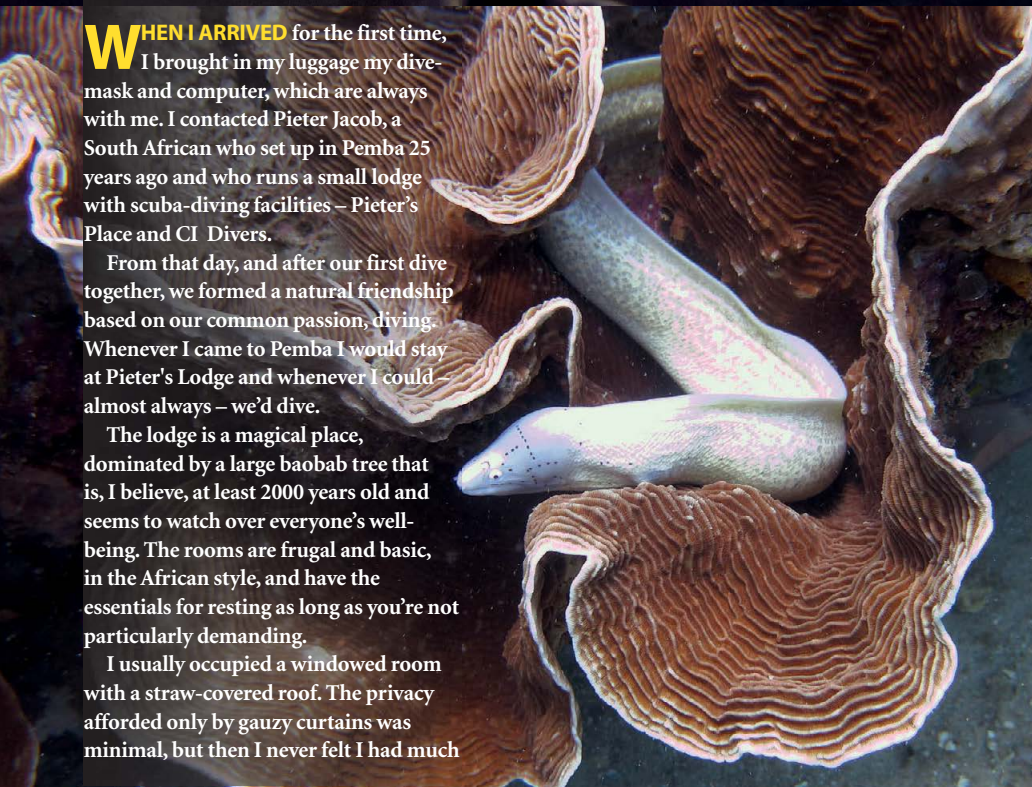 WHEN I ARRIVED for the first time,
I brought in my luggage my dive-
mask and computer, which are always
with me. I contacted Pieter Jacob, a
South African who set up in Pemba 25
years ago and who runs a small lodge
with scuba-diving facilities – Pieter’s
Place and CI Divers.
From that day, and after our first dive
together, we formed a natural friendship
based on our common passion, diving.
Whenever I came to Pemba I would stay
at Pieter's Lodge and whenever I could –
almost always – we’d dive.
The lodge is a magical place,
dominated by a large baobab tree that
is, I believe, at least 2000 years old and
seems to watch over everyone’s well-
being. The rooms are frugal and basic,
in the African style, and have the
essentials for resting as long as you’re not
particularly demanding.
I usually occupied a windowed room
with a straw-covered roof. The privacy
afforded only by gauzy curtains was
minimal, but then I never felt I had much